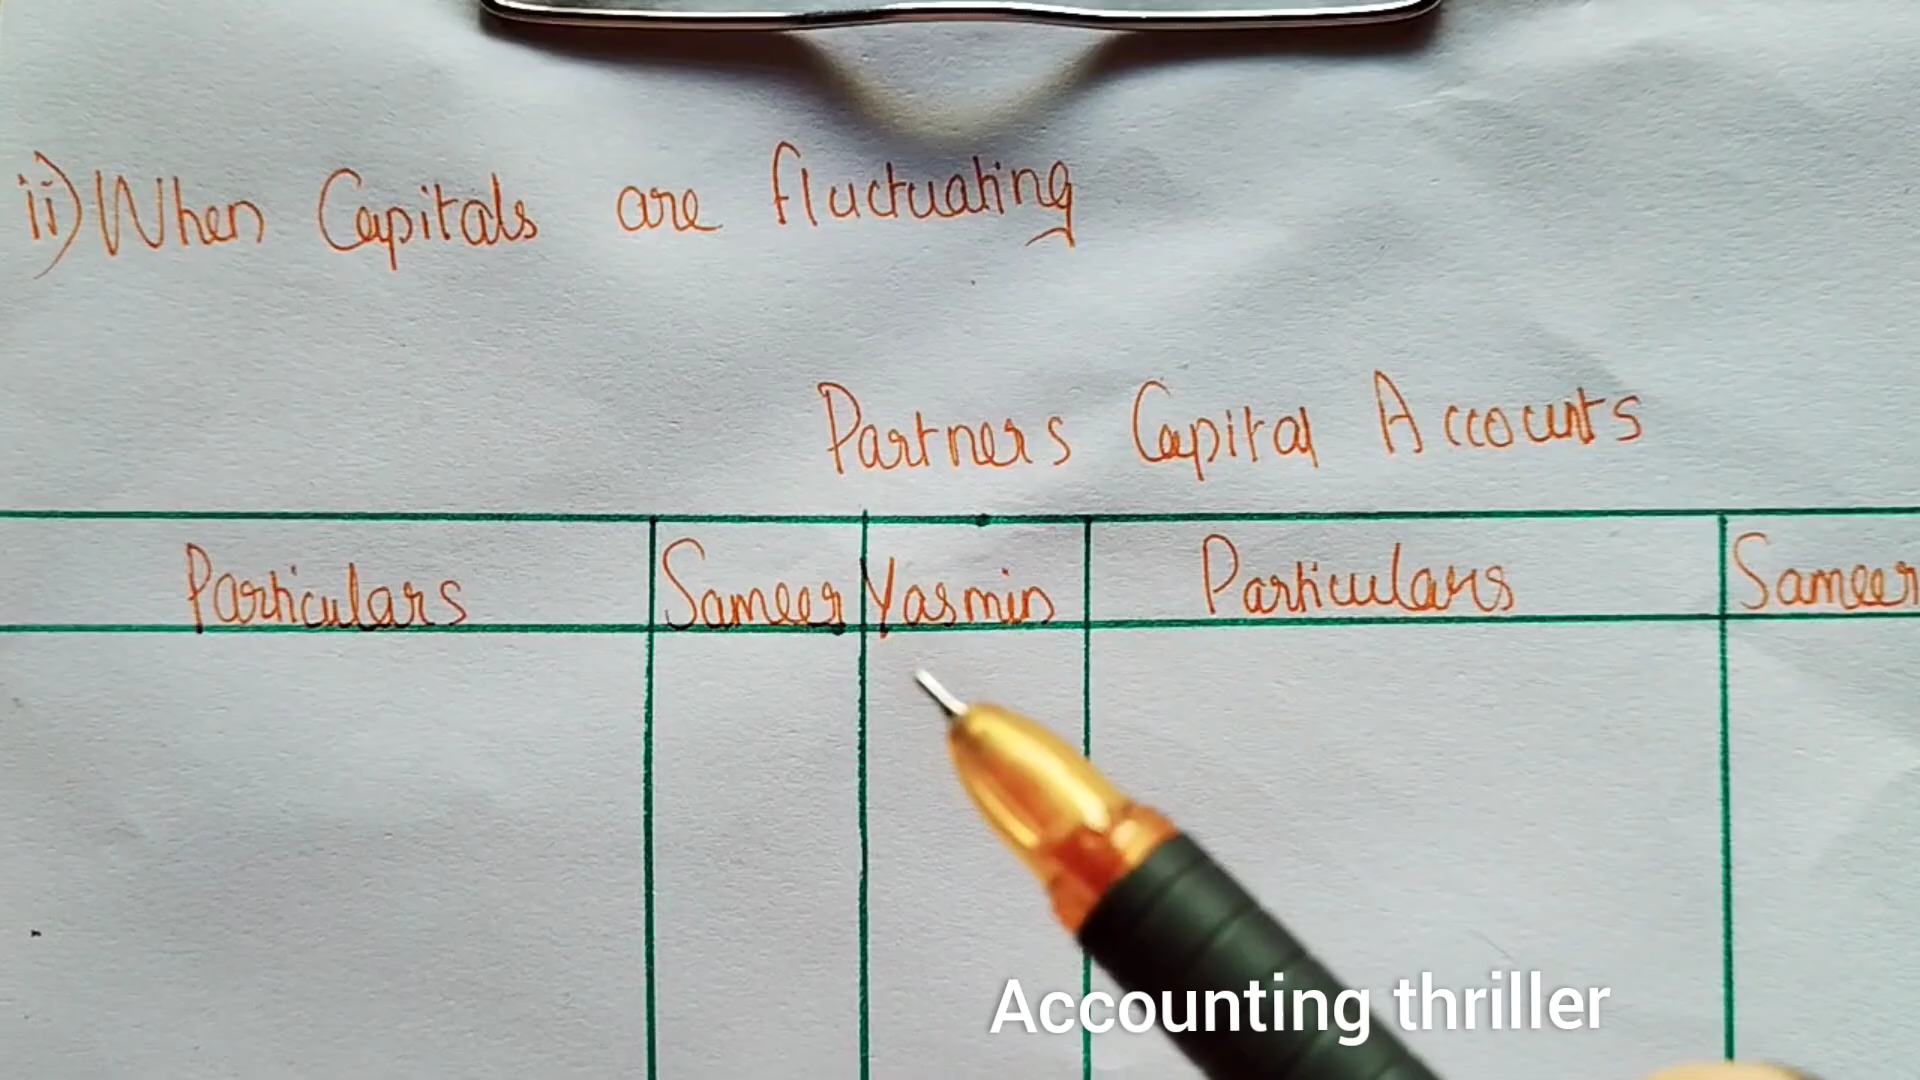 ii) When Capitals are fluctuating
Partners Capital Accounts
Particulars Sameer Yasmin Particulars Sameer
Accounting thriller